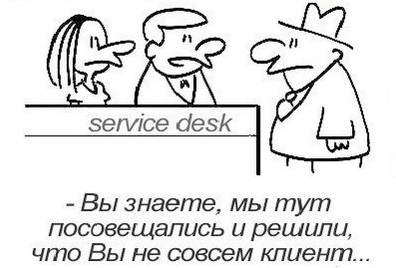 service desk
- Вы знаете, мы тут
посовещались и решили,
что Вы не совсем клиент...